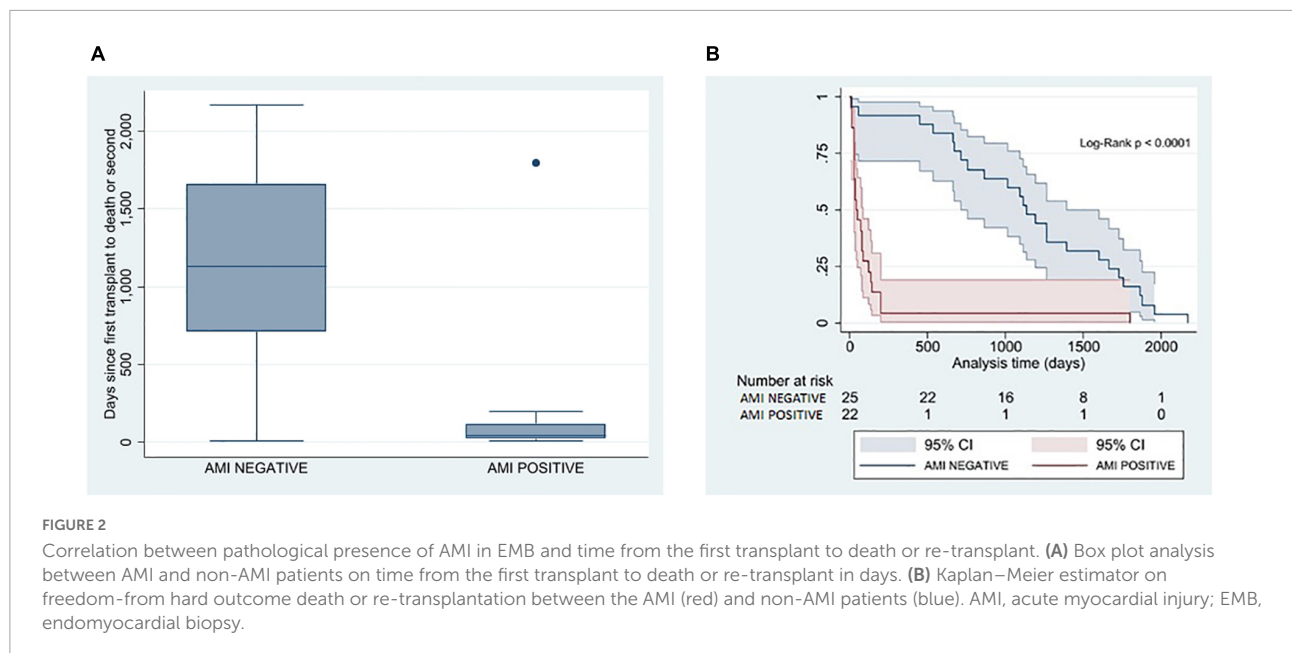 A
Days since first transplant to death or second
2,000
1,500
1,000
500
0
AMI NEGATIVE AMI POSITIVE
B
1
.75
.5
.25
0
Log-Rank p < 0.0001
0 500 1000 1500 2000
Analysis time (days)
Number at risk
AMI NEGATIVE 25 22 16 8 1
AMI POSITIVE 22 1 1 1 0
95% CI 95% CI
AMI NEGATIVE AMI POSITIVE
FIGURE 2
Correlation between pathological presence of AMI in EMB and time from the first transplant to death or re-transplant. (A) Box plot analysis
between AMI and non-AMI patients on time from the first transplant to death or re-transplant in days. (B) Kaplan–Meier estimator on
freedom-from hard outcome death or re-transplantation between the AMI (red) and non-AMI patients (blue). AMI, acute myocardial injury; EMB,
endomyocardial biopsy.